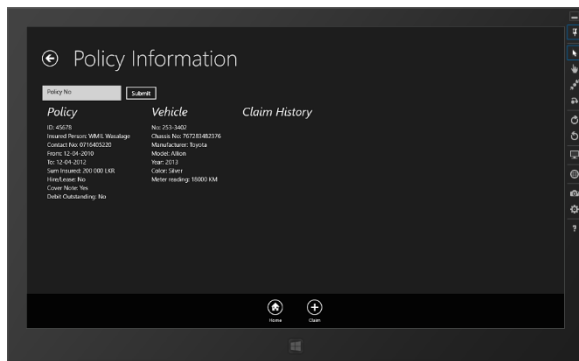 Policy Information
Policy No
Submit
Policy
ID: 45678
Insured Person: WMIL Wasalage
Contact No: 0716405220
From: 12-04-2010
To: 12-04-2012
Sum Insured: 200 000 LKR
Hire/Lease: No
Cover Note: Yes
Debit Outstanding: No
Vehicle
No: 253-3402
Chassis No: 767283482376
Manufacturer: Toyota
Model: Allion
Year: 2013
Color: Silver
Meter reading: 18000 KM
Claim History
Home
Claim
?